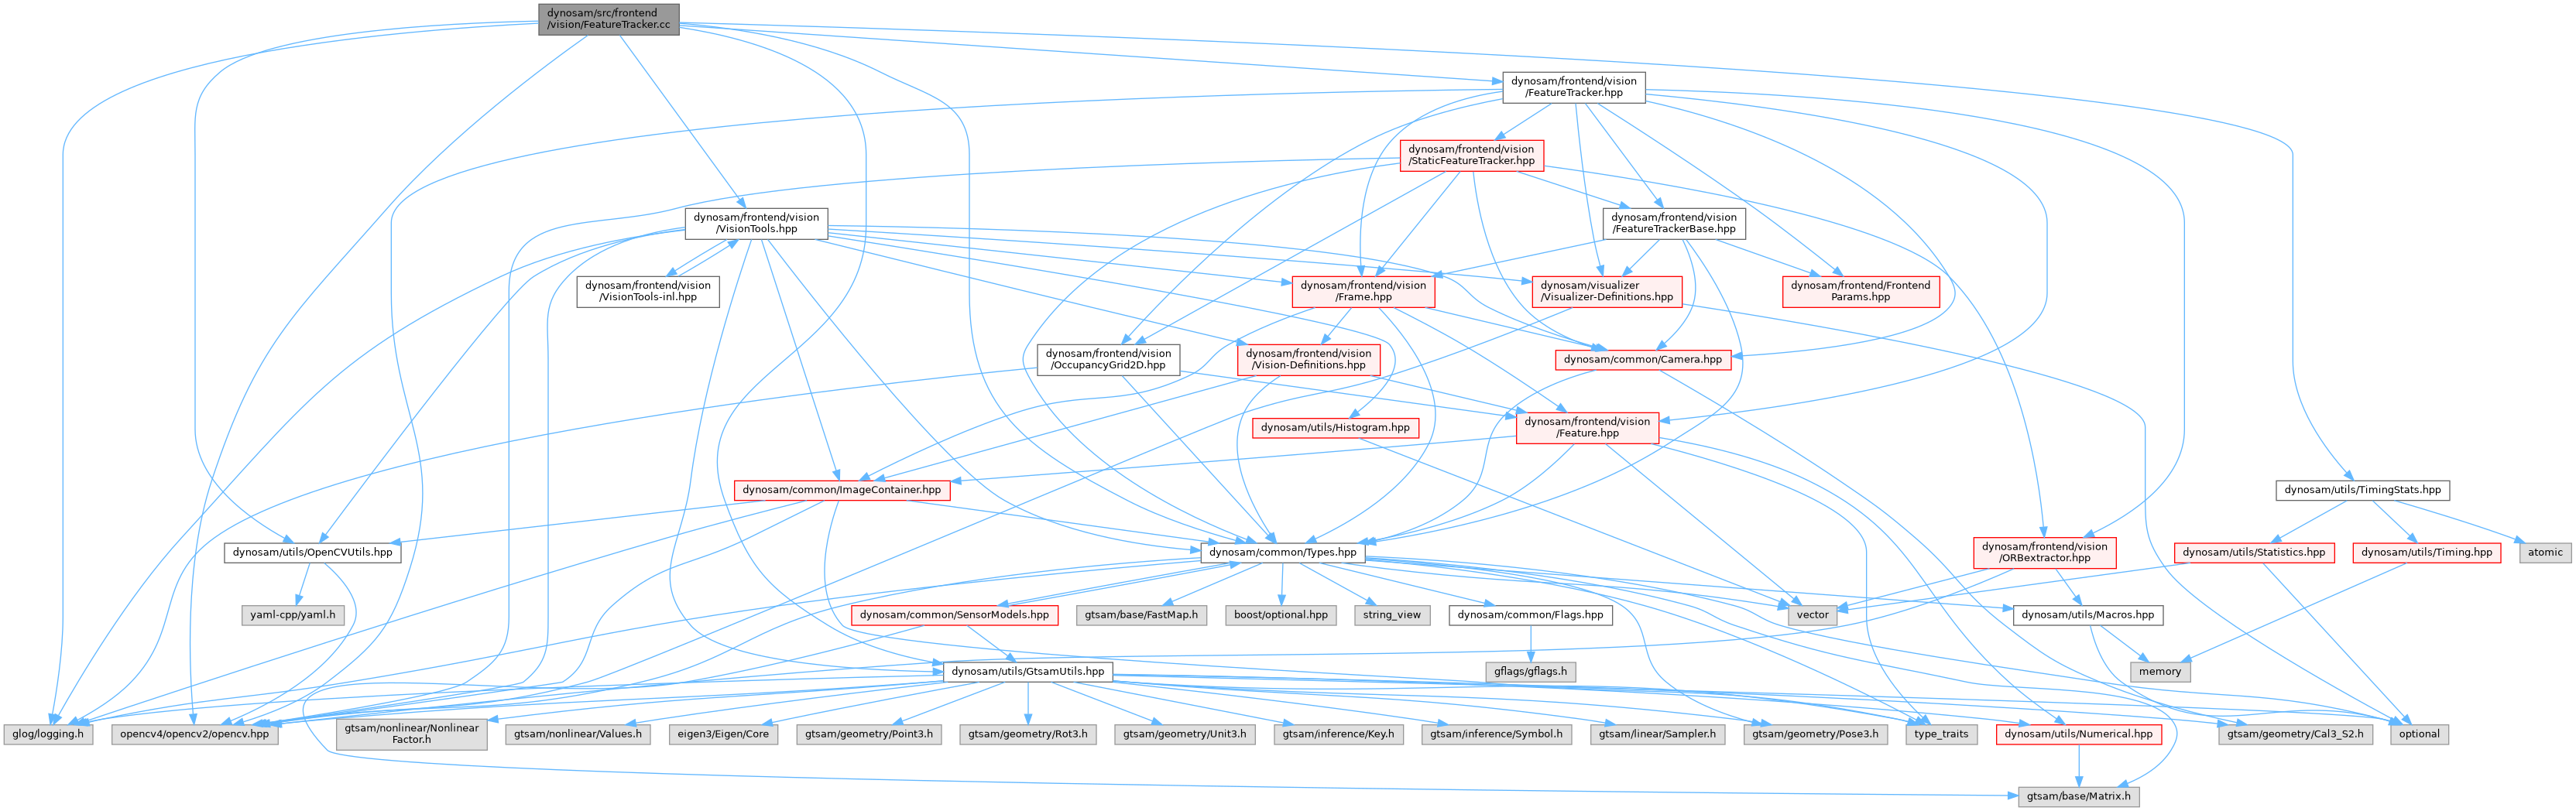 dynosam/src/frontend
/vision/FeatureTracker.cc
dynosam/frontend/vision
/FeatureTracker.hpp
dynosam/frontend/vision
/StaticFeatureTracker.hpp
dynosam/frontend/vision
/VisionTools.hpp
dynosam/frontend/vision
/FeatureTrackerBase.hpp
dynosam/frontend/vision
/VisionTools-inl.hpp
dynosam/frontend/vision
/Frame.hpp
dynosam/visualizer
/Visualizer-Definitions.hpp
dynosam/frontend/Frontend
Params.hpp
dynosam/frontend/vision
/OccupancyGrid2D.hpp
dynosam/frontend/vision
/Vision-Definitions.hpp
dynosam/common/Camera.hpp
dynosam/utils/Histogram.hpp
dynosam/frontend/vision
/Feature.hpp
dynosam/common/ImageContainer.hpp
dynosam/utils/TimingStats.hpp
dynosam/utils/OpenCVUtils.hpp
dynosam/common/Types.hpp
dynosam/frontend/vision
/ORBextractor.hpp
dynosam/utils/Statistics.hpp
dynosam/utils/Timing.hpp
atomic
yaml-cpp/yaml.h
dynosam/common/SensorModels.hpp
gtsam/base/FastMap.h
boost/optional.hpp
string_view
dynosam/common/Flags.hpp
vector
dynosam/utils/Macros.hpp
dynosam/utils/GtsamUtils.hpp
gflags/gflags.h
memory
glog/logging.h
opencv4/opencv2/opencv.hpp
gtsam/nonlinear/Nonlinear
Factor.h
gtsam/nonlinear/Values.h
eigen3/Eigen/Core
gtsam/geometry/Point3.h
gtsam/geometry/Rot3.h
gtsam/geometry/Unit3.h
gtsam/inference/Key.h
gtsam/inference/Symbol.h
gtsam/linear/Sampler.h
gtsam/geometry/Pose3.h
type_traits
dynosam/utils/Numerical.hpp
gtsam/geometry/Cal3_S2.h
optional
gtsam/base/Matrix.h